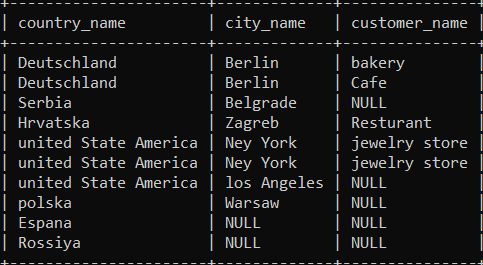 country_name | city_name | customer_name
Deutschland | Berlin | bakery
Deutschland | Berlin | Cafe
Serbia | Belgrade | NULL
Hrvatska | Zagreb | Resturant
united State America | Ney York | jewelry store
united State America | Ney York | jewelry store
united State America | los Angeles | NULL
polska | Warsaw | NULL
Espana | NULL | NULL
Rossiya | NULL | NULL